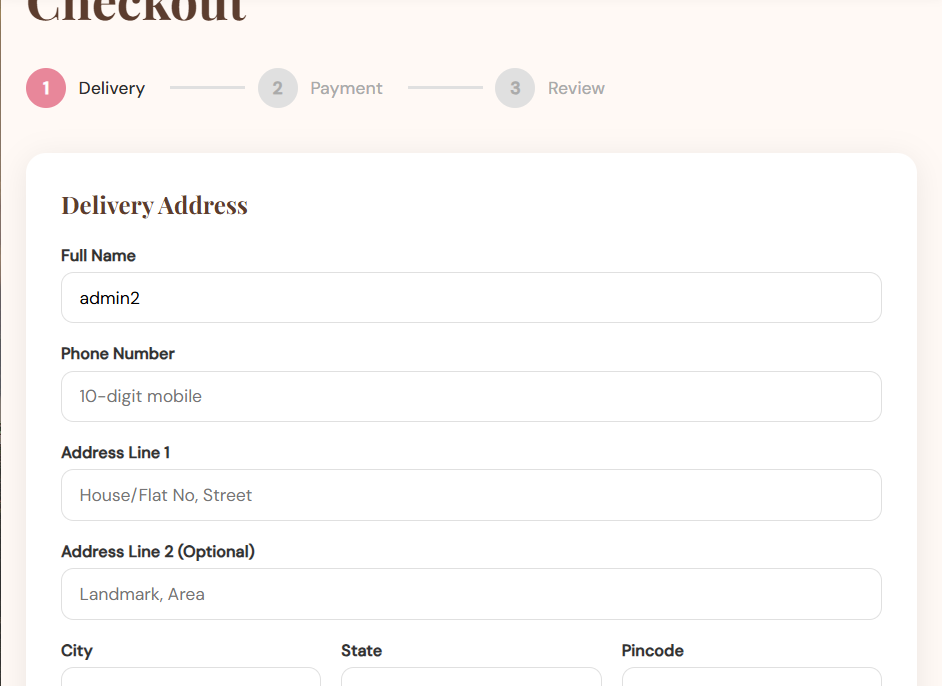 Checkout
1 Delivery 2 Payment 3 Review
Delivery Address
Full Name
admin2
Phone Number
10-digit mobile
Address Line 1
House/Flat No, Street
Address Line 2 (Optional)
Landmark, Area
City State Pincode